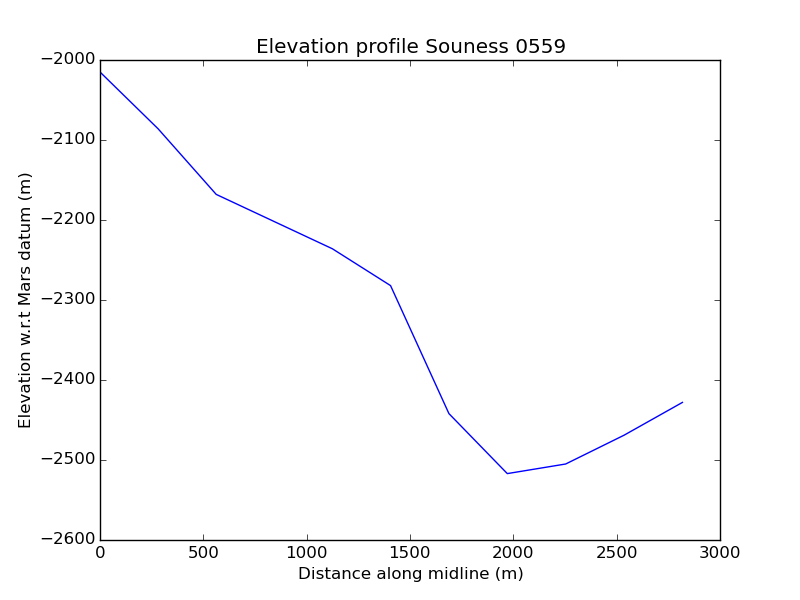 Elevation profile Souness 0559
−2000
−2100
−2200
−2300
−2400
−2500
−2600
Elevation w.r.t Mars datum (m)
0 500 1000 1500 2000 2500 3000
Distance along midline (m)